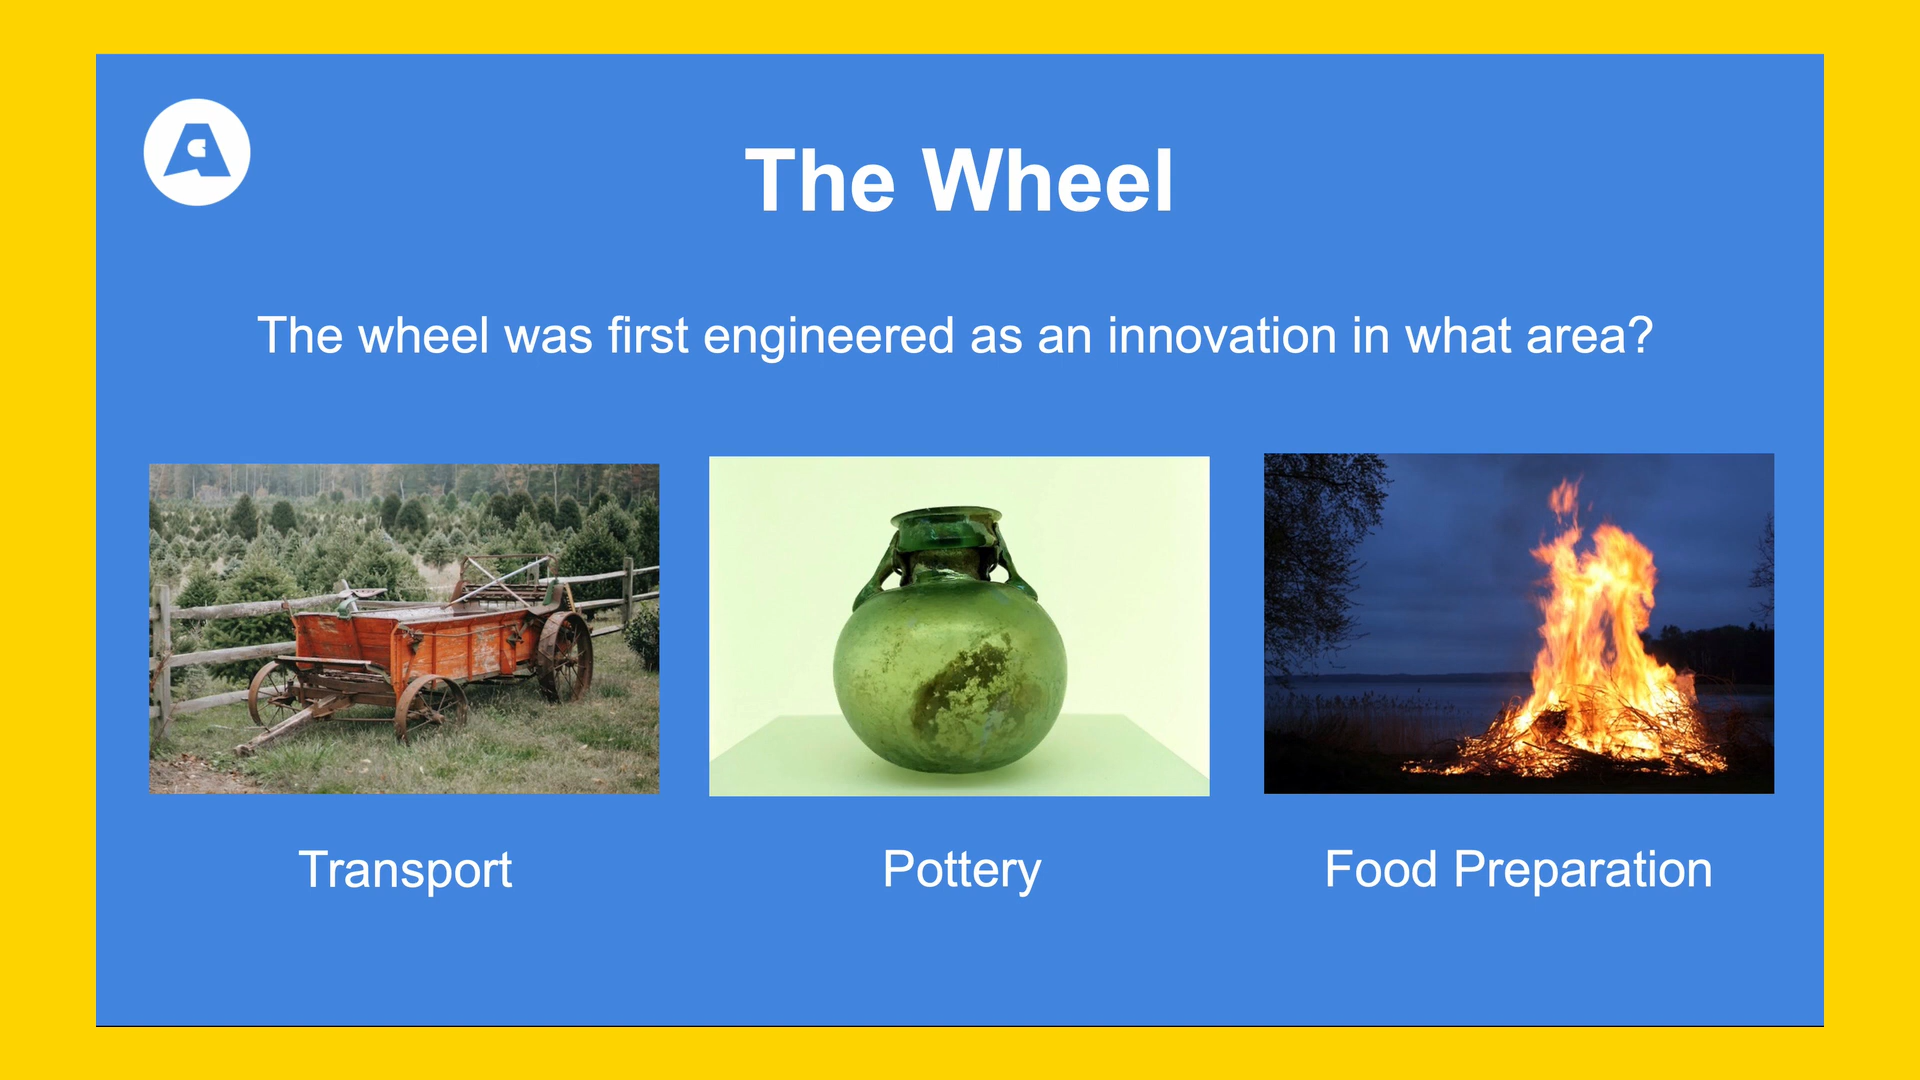 The Wheel
The wheel was first engineered as an innovation in what area?
Transport
Pottery
Food Preparation